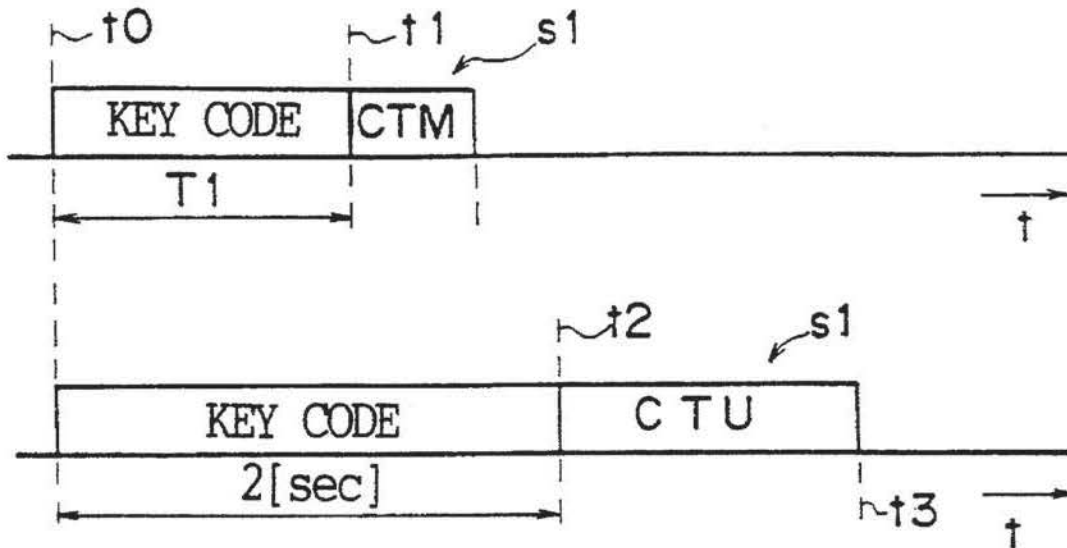 t0 t1 s1
KEY CODE CTM
T1
t
t2 s1
KEY CODE CTU
2[sec]
t3
t